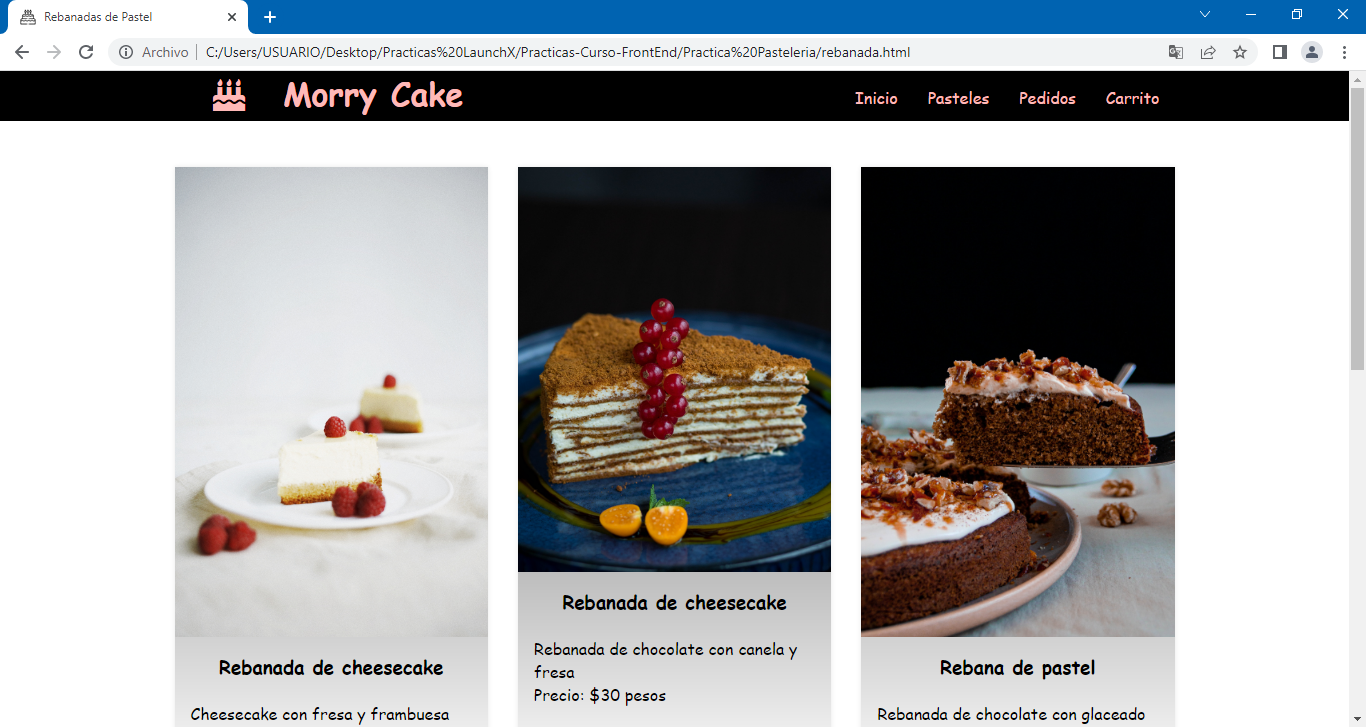 Rebanadas de Pastel
Archivo
C:/Users/USUARIO/Desktop/Practicas%20LaunchX/Practicas-Curso-FrontEnd/Practica%20Pasteleria/rebanada.html
Morry Cake
Inicio
Pasteles
Pedidos
Carrito
Rebanada de cheesecake
Cheesecake con fresa y frambuesa
Rebanada de cheesecake
Rebanada de chocolate con canela y
fresa
Precio: $30 pesos
Rebana de pastel
Rebanada de chocolate con glaceado